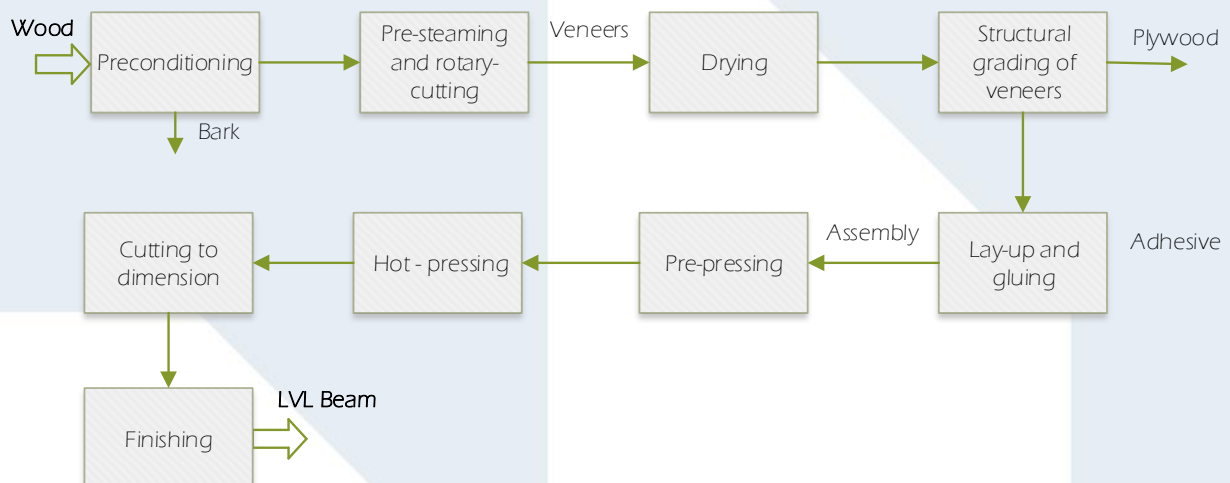 Wood
Preconditioning
Bark
Pre-steaming
and rotary-
cutting
Veneers
Drying
Structural
grading of
veneers
Plywood
Adhesive
Lay-up and
gluing
Assembly
Pre-pressing
Hot - pressing
Cutting to
dimension
Finishing
LVL Beam